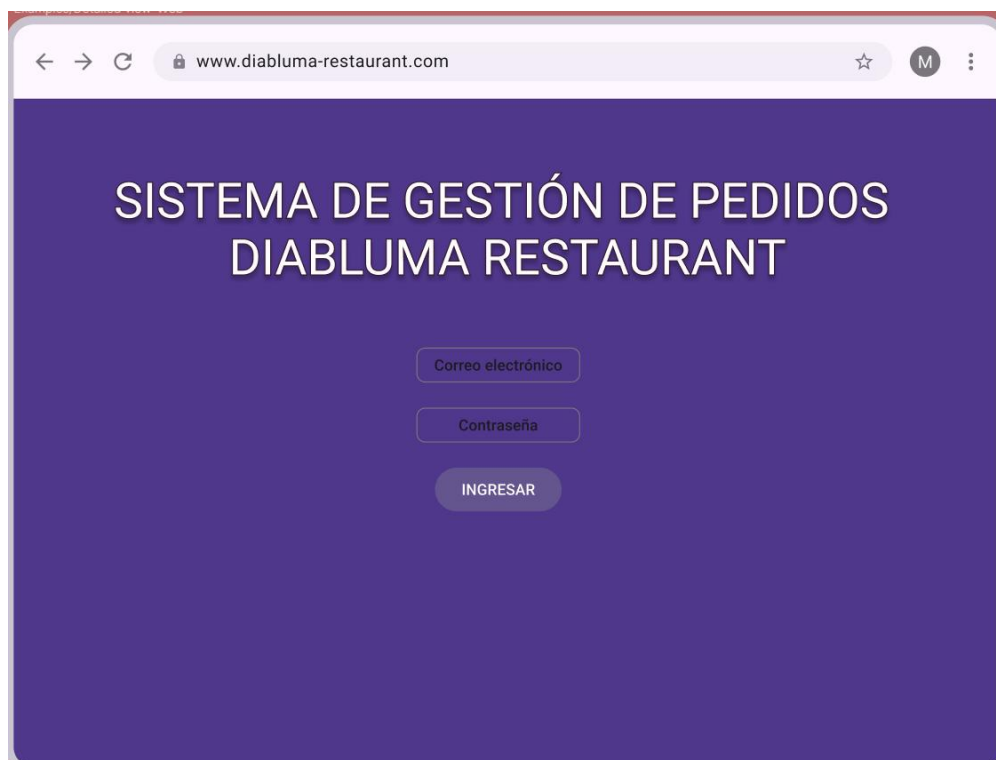 www.diabluma-restaurant.com
M
SISTEMA DE GESTIÓN DE PEDIDOS
DIABLUMA RESTAURANT
Correo electrónico
Contraseña
INGRESAR